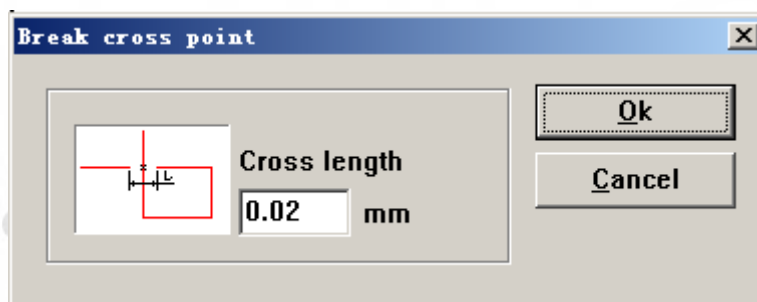 Break cross point
Ok
Cross length
0.02 mm
Cancel
L